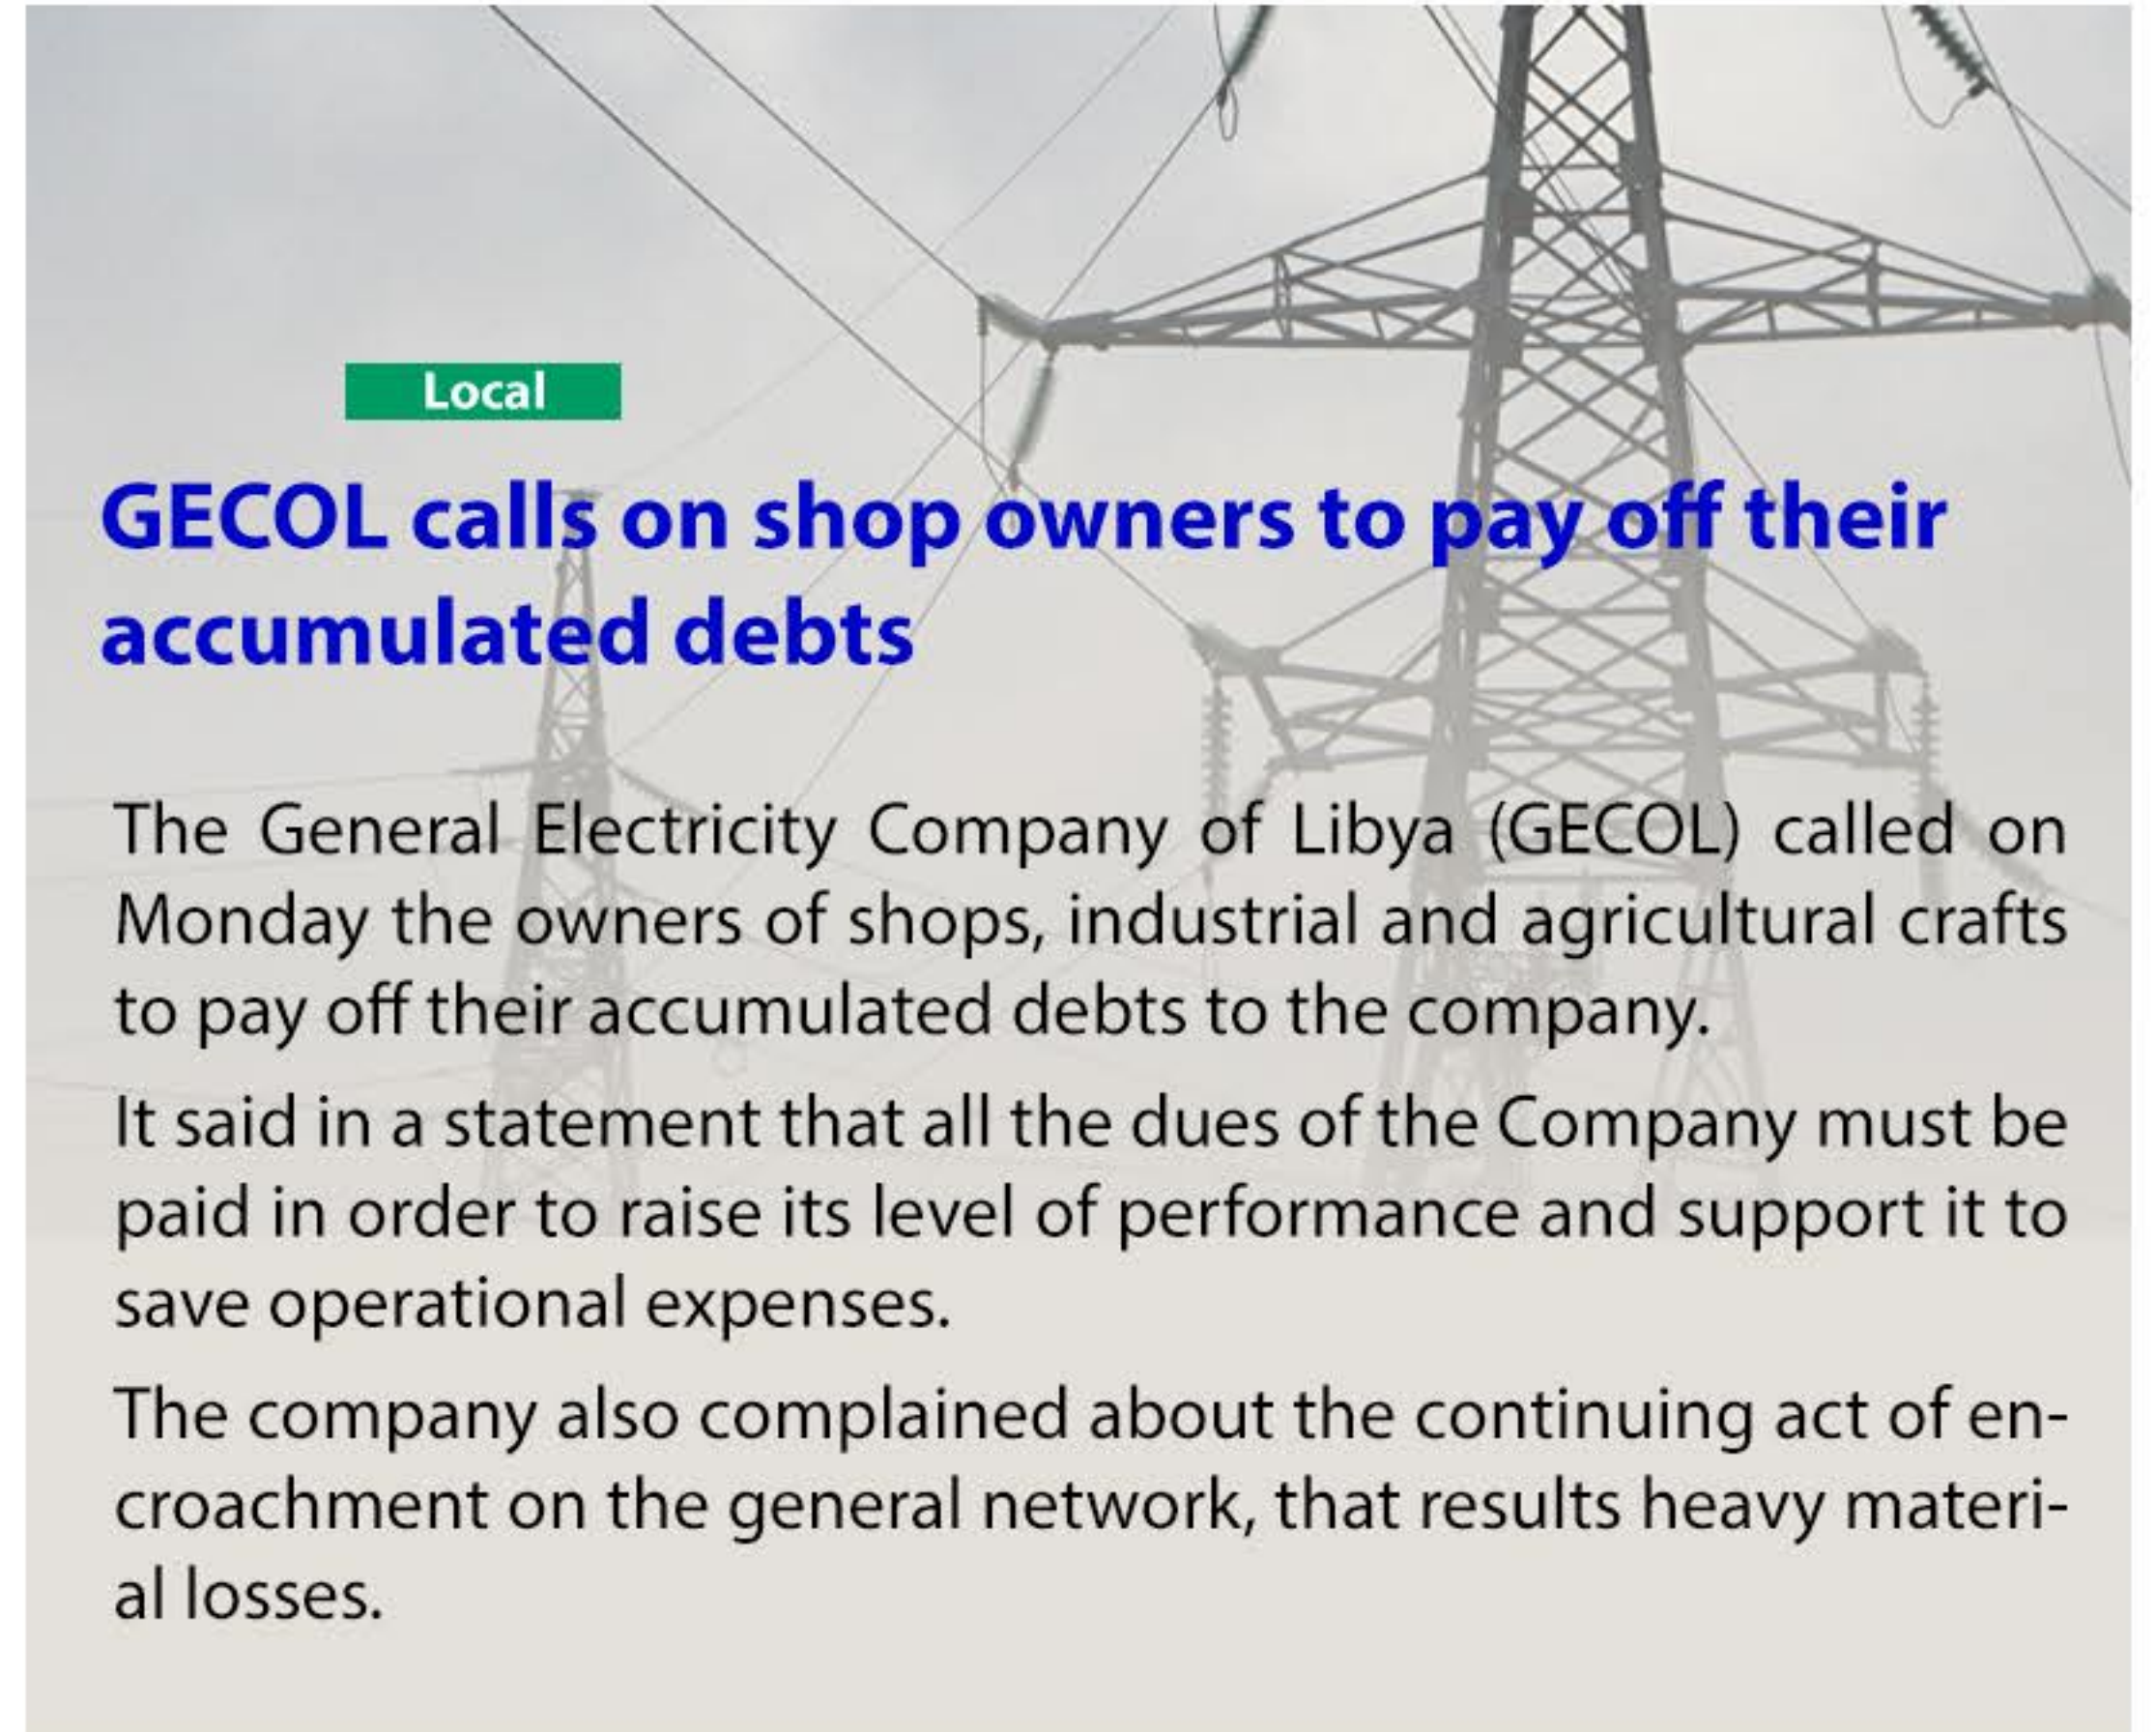 Local
GECOL calls on shop owners to pay off their
accumulated debts
The General Electricity Company of Libya (GECOL) called on
Monday the owners of shops, industrial and agricultural crafts
to pay off their accumulated debts to the company.
It said in a statement that all the dues of the Company must be
paid in order to raise its level of performance and support it to
save operational expenses.
The company also complained about the continuing act of en-
croachment on the general network, that results heavy materi-
al losses.